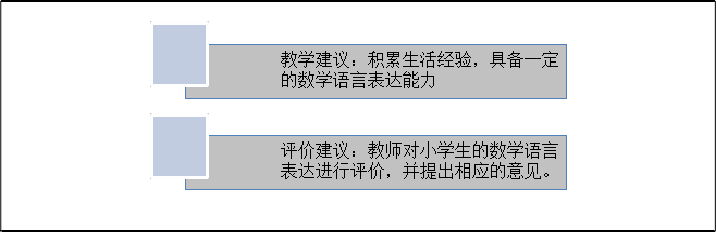 教学建议：积累生活经验，具备一定
的数学语言表达能力
评价建议：教师对小学生的数学语言
表达进行评价，并提出相应的意见。